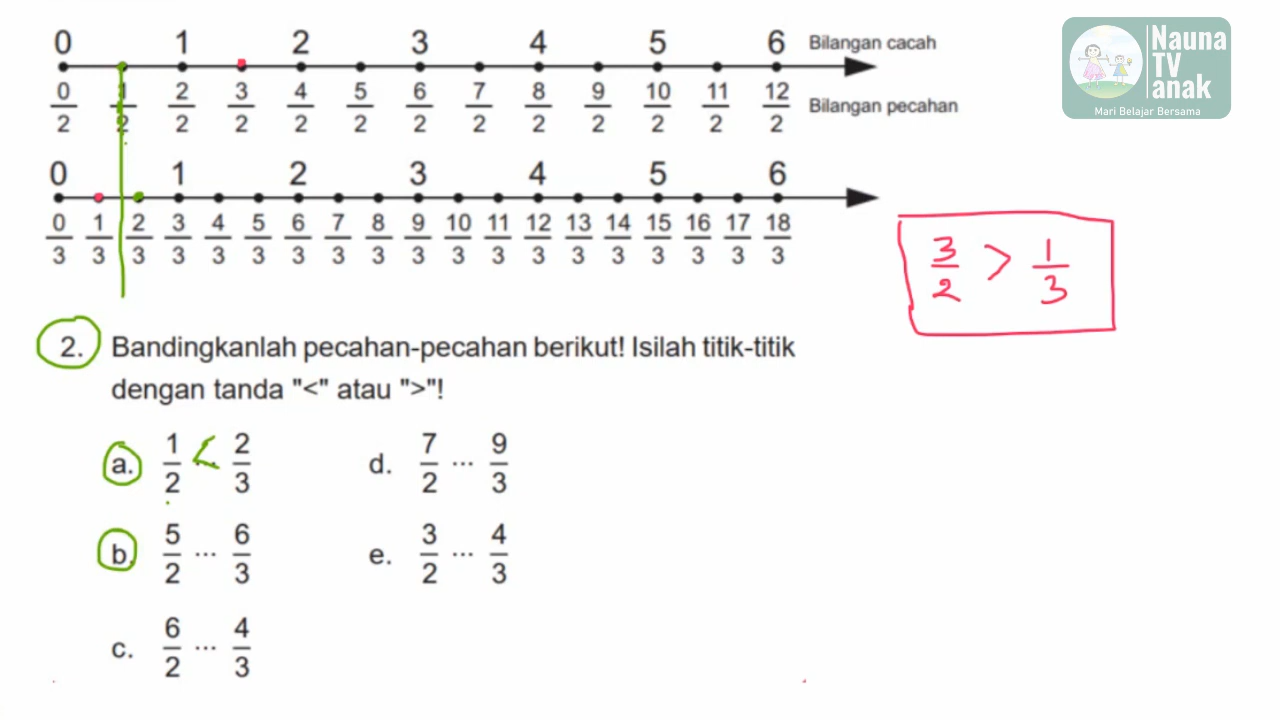 0 1 2 3 4 5 6 Bilangan cacah
0/2 1/2 2/2 3/2 4/2 5/2 6/2 7/2 8/2 9/2 10/2 11/2 12/2 Bilangan pecahan
0 1 2 3 4 5 6
0/3 1/3 2/3 3/3 4/3 5/3 6/3 7/3 8/3 9/3 10/3 11/3 12/3 13/3 14/3 15/3 16/3 17/3 18/3
Nauna
TV
anak
Mari Belajar Bersama
3/2 > 1/3
2. Bandingkanlah pecahan-pecahan berikut! Isilah titik-titik
dengan tanda "<" atau ">"!
a. 1/2 < 2/3
b. 5/2 ... 6/3
c. 6/2 ... 4/3
d. 7/2 ... 9/3
e. 3/2 ... 4/3